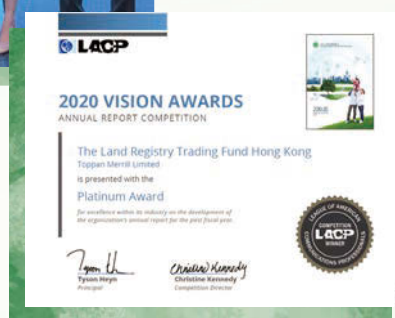 LACP
2020 VISION AWARDS
ANNUAL REPORT COMPETITION
The Land Registry Trading Fund Hong Kong
Toppan Merrill Limited
is presented with the
Platinum Award
for excellence within its industry on the development of
the organization's annual report for the past fiscal year.
Tyson Heyn
Principal
Christine Kennedy
Christine Kennedy
Competition Director
LEAGUE OF AMERICAN
COMPETITION
LACP
WINNER
COMMUNICATIONS PROFESSIONALS